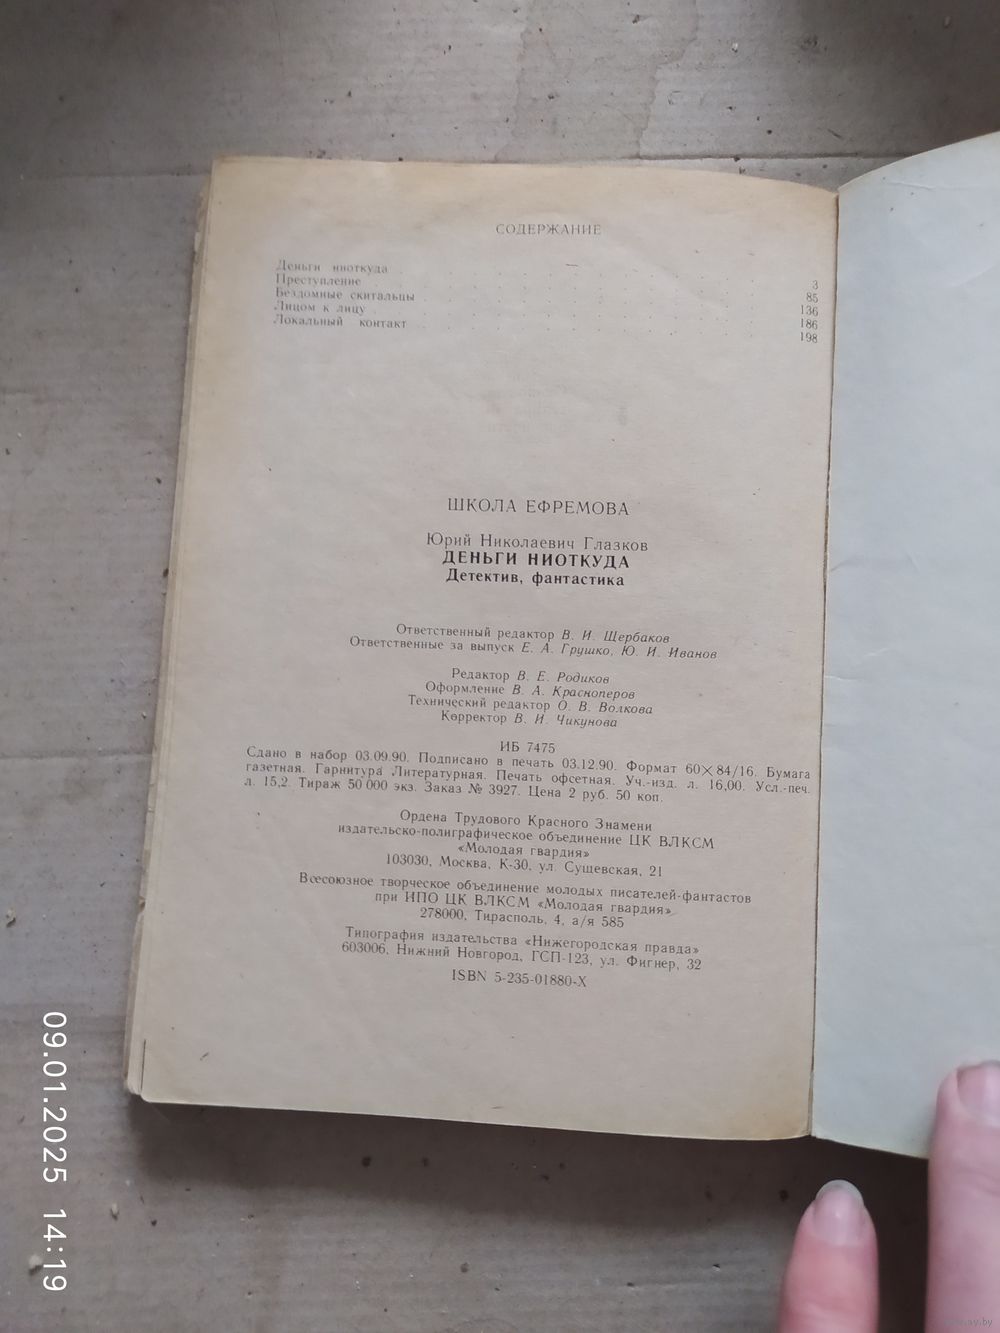 СОДЕРЖАНИЕ
Деньги ниоткуда 3
Преступление 85
Бездомные скитальцы 136
Лицом к лицу 186
Локальный контакт 198
ШКОЛА ЕФРЕМОВА
Юрий Николаевич Глазков
ДЕНЬГИ НИОТКУДА
Детектив, фантастика
Ответственный редактор В. И. Щербаков
Ответственные за выпуск Е. А. Грушко, Ю. И. Иванов
Редактор В. Е. Родиков
Оформление В. А. Красноперов
Технический редактор О. В. Волкова
Корректор В. И. Чикунова
ИБ 7475
Сдано в набор 03.09.90. Подписано в печать 03.12.90. Формат 60×84/16. Бумага
газетная. Гарнитура Литературная. Печать офсетная. Уч.-изд. л. 16,00. Усл.-печ.
л. 15,2. Тираж 50 000 экз. Заказ № 3927. Цена 2 руб. 50 коп.
Ордена Трудового Красного Знамени
издательско-полиграфическое объединение ЦК ВЛКСМ
«Молодая гвардия»
103030, Москва, К-30, ул. Сущевская, 21
Всесоюзное творческое объединение молодых писателей-фантастов
при ИПО ЦК ВЛКСМ «Молодая гвардия»
278000, Тирасполь, 4, а/я 585
Типография издательства «Нижегородская правда»
603006, Нижний Новгород, ГСП-123, ул. Фигнер, 32
ISBN 5-235-01880-X
09.01.2025 14:19